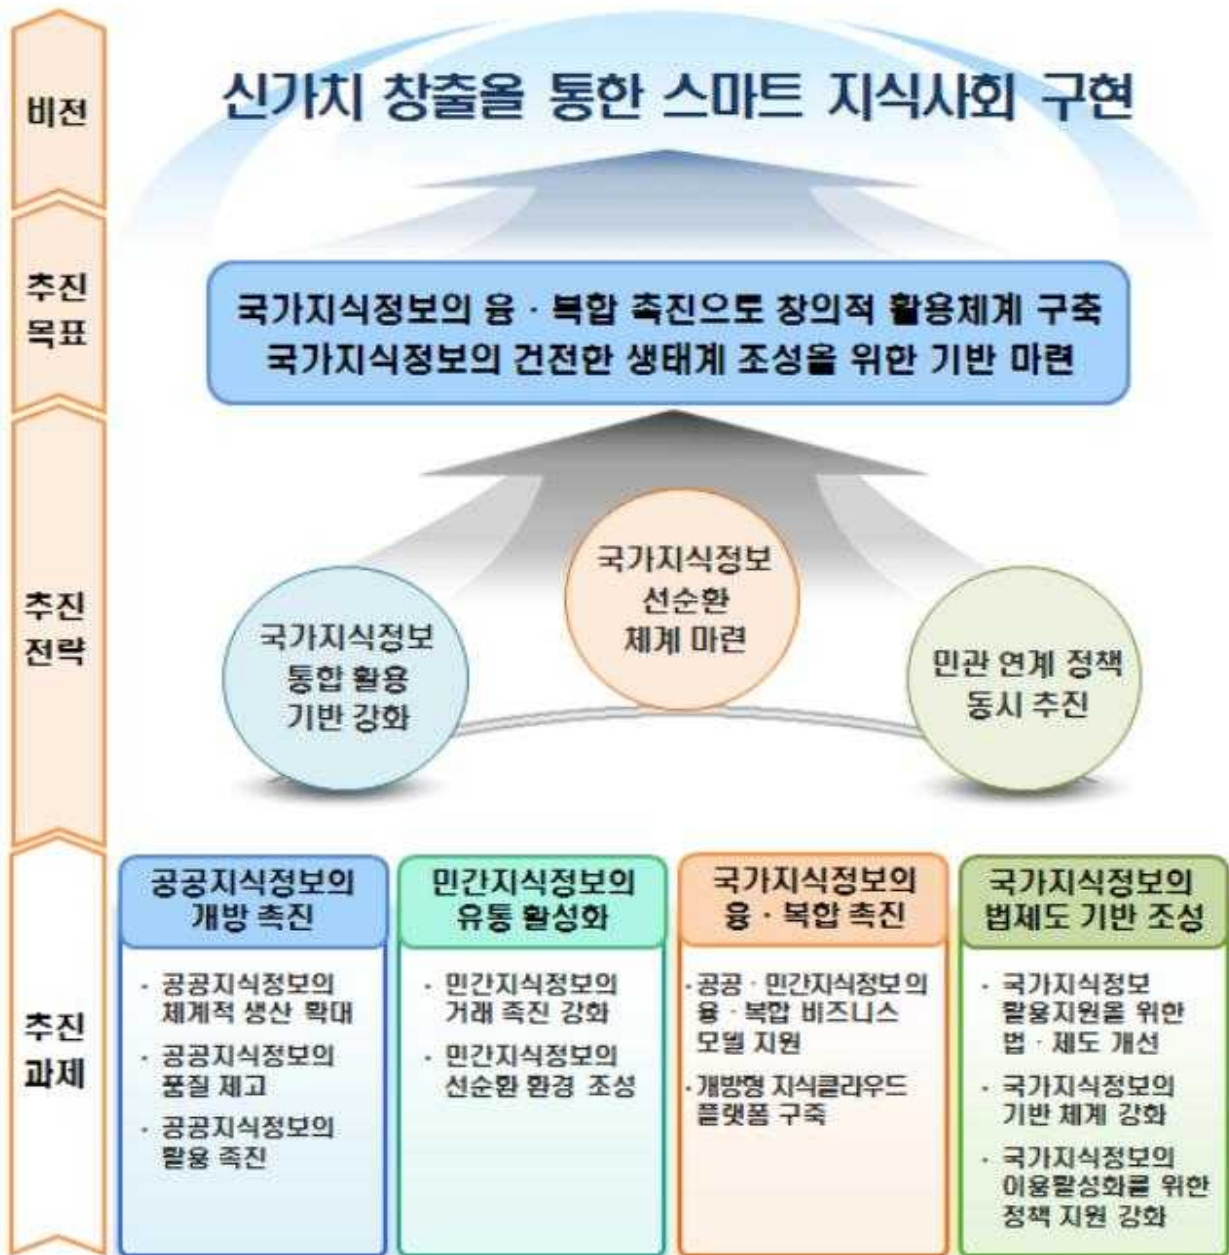 비전
신가치 창출을 통한 스마트 지식사회 구현
추진
목표
국가지식정보의 융 · 복합 촉진으로 창의적 활용체계 구축
국가지식정보의 건전한 생태계 조성을 위한 기반 마련
추진
전략
국가지식정보
통합 활용
기반 강화
국가지식정보
선순환
체계 마련
민관 연계 정책
동시 추진
추진
과제
공공지식정보의
개방 촉진
· 공공지식정보의
체계적 생산 확대
· 공공지식정보의
품질 제고
· 공공지식정보의
활용 촉진
민간지식정보의
유통 활성화
· 민간지식정보의
거래 촉진 강화
· 민간지식정보의
선순환 환경 조성
국가지식정보의
융 · 복합 촉진
· 공공 · 민간지식정보의
융 · 복합 비즈니스
모델 지원
· 개방형 지식클라우드
플랫폼 구축
국가지식정보의
법제도 기반 조성
· 국가지식정보
활용지원을 위한
법 · 제도 개선
· 국가지식정보의
기반 체계 강화
· 국가지식정보의
이용활성화를 위한
정책 지원 강화